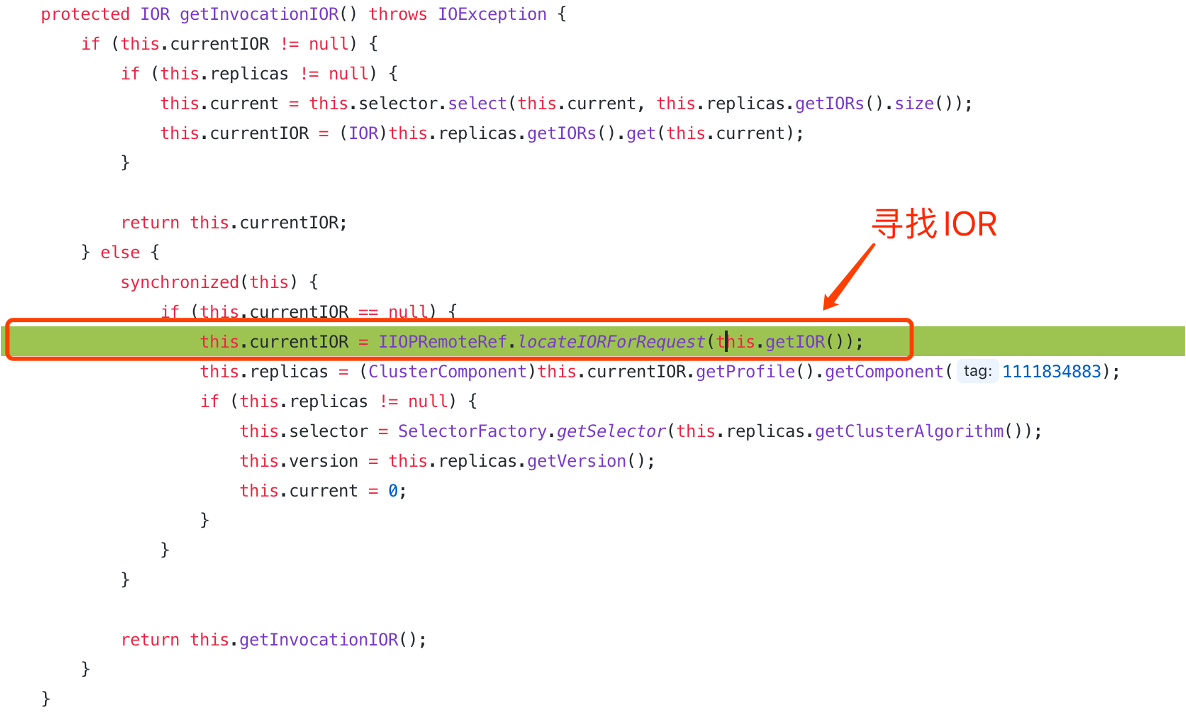 protected IOR getInvocationIOR() throws IOException {
if (this.currentIOR != null) {
if (this.replicas != null) {
this.current = this.selector.select(this.current, this.replicas.getIORs().size());
this.currentIOR = (IOR)this.replicas.getIORs().get(this.current);
}
return this.currentIOR;
寻找IOR
} else {
synchronized(this) {
if (this.currentIOR == null) {
this.currentIOR = IIOPRemoteRef.locateIORForRequest(this.getIOR());
this.replicas = (ClusterComponent)this.currentIOR.getProfile().getComponent( tag: 1111834883);
if (this.replicas != null) {
this.selector = SelectorFactory.getSelector(this.replicas.getClusterAlgorithm());
this.version = this.replicas.getVersion();
this.current = 0;
}
}
}
return this.getInvocationIOR();
}
}